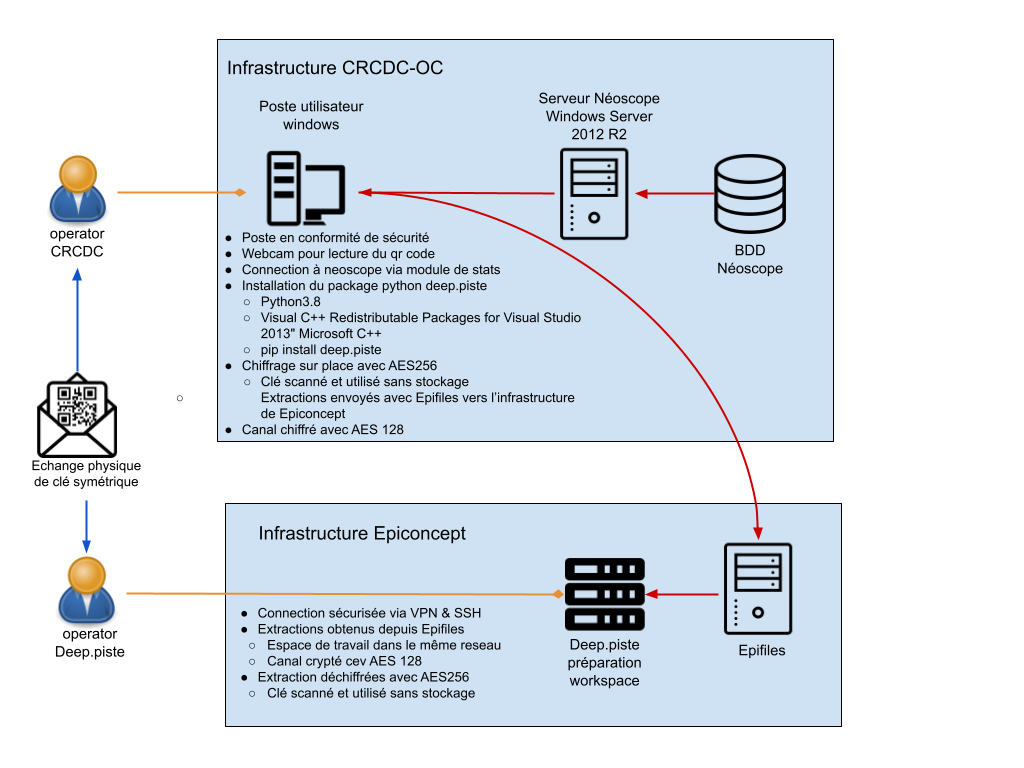 Infrastructure CRCDC-OC
Poste utilisateur
windows
Serveur Néoscope
Windows Server
2012 R2
operator
CRCDC
BDD
Néoscope
● Poste en conformité de sécurité
● Webcam pour lecture du qr code
● Connection à neoscope via module de stats
● Installation du package python deep.piste
○ Python3.8
○ Visual C++ Redistributable Packages for Visual Studio
2013" Microsoft C++
○ pip install deep.piste
● Chiffrage sur place avec AES256
○ Clé scanné et utilisé sans stockage
○ Extractions envoyés avec Epifiles vers l'infrastructure
de Epiconcept
● Canal chiffré avec AES 128
Echange physique
de clé symétrique
Infrastructure Epiconcept
● Connection sécurisée via VPN & SSH
● Extractions obtenus depuis Epifiles
○ Espace de travail dans le même reseau
○ Canal crypté cev AES 128
● Extraction déchiffrées avec AES256
○ Clé scanné et utilisé sans stockage
operator
Deep.piste
Deep.piste
préparation
workspace
Epifiles